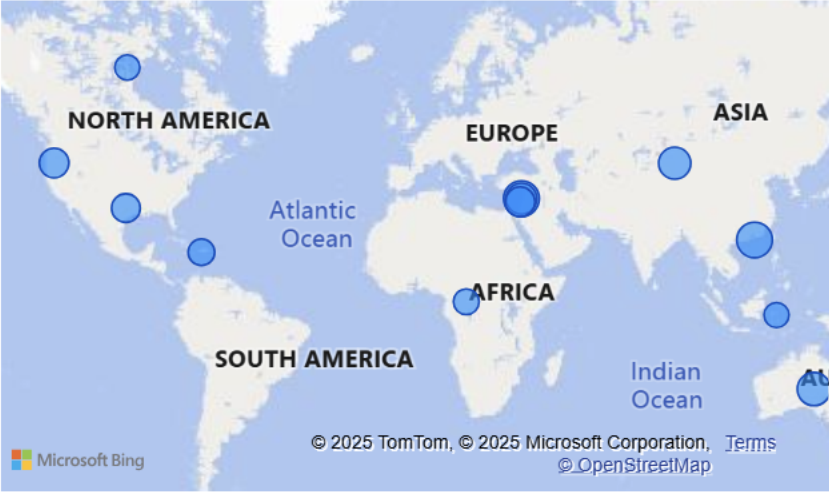 ASIA
NORTH AMERICA
EUROPE
Atlantic
Ocean
AFRICA
SOUTH AMERICA
Indian
Ocean
AU
© 2025 TomTom, © 2025 Microsoft Corporation, Terms
© OpenStreetMap
Microsoft Bing